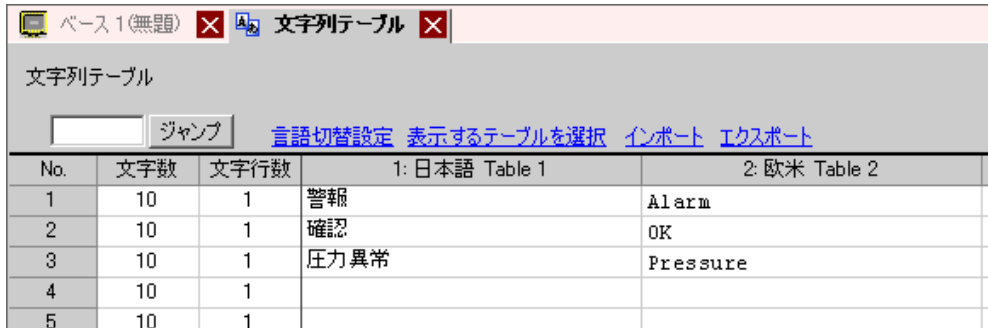 ベース1(無題) 文字列テーブル
文字列テーブル
ジャンプ 言語切替設定 表示するテーブルを選択 インポート エクスポート
No. 文字数 文字行数 1: 日本語 Table 1 2: 欧米 Table 2
1 10 1 警報 Alarm
2 10 1 確認 OK
3 10 1 圧力異常 Pressure
4 10 1
5 10 1